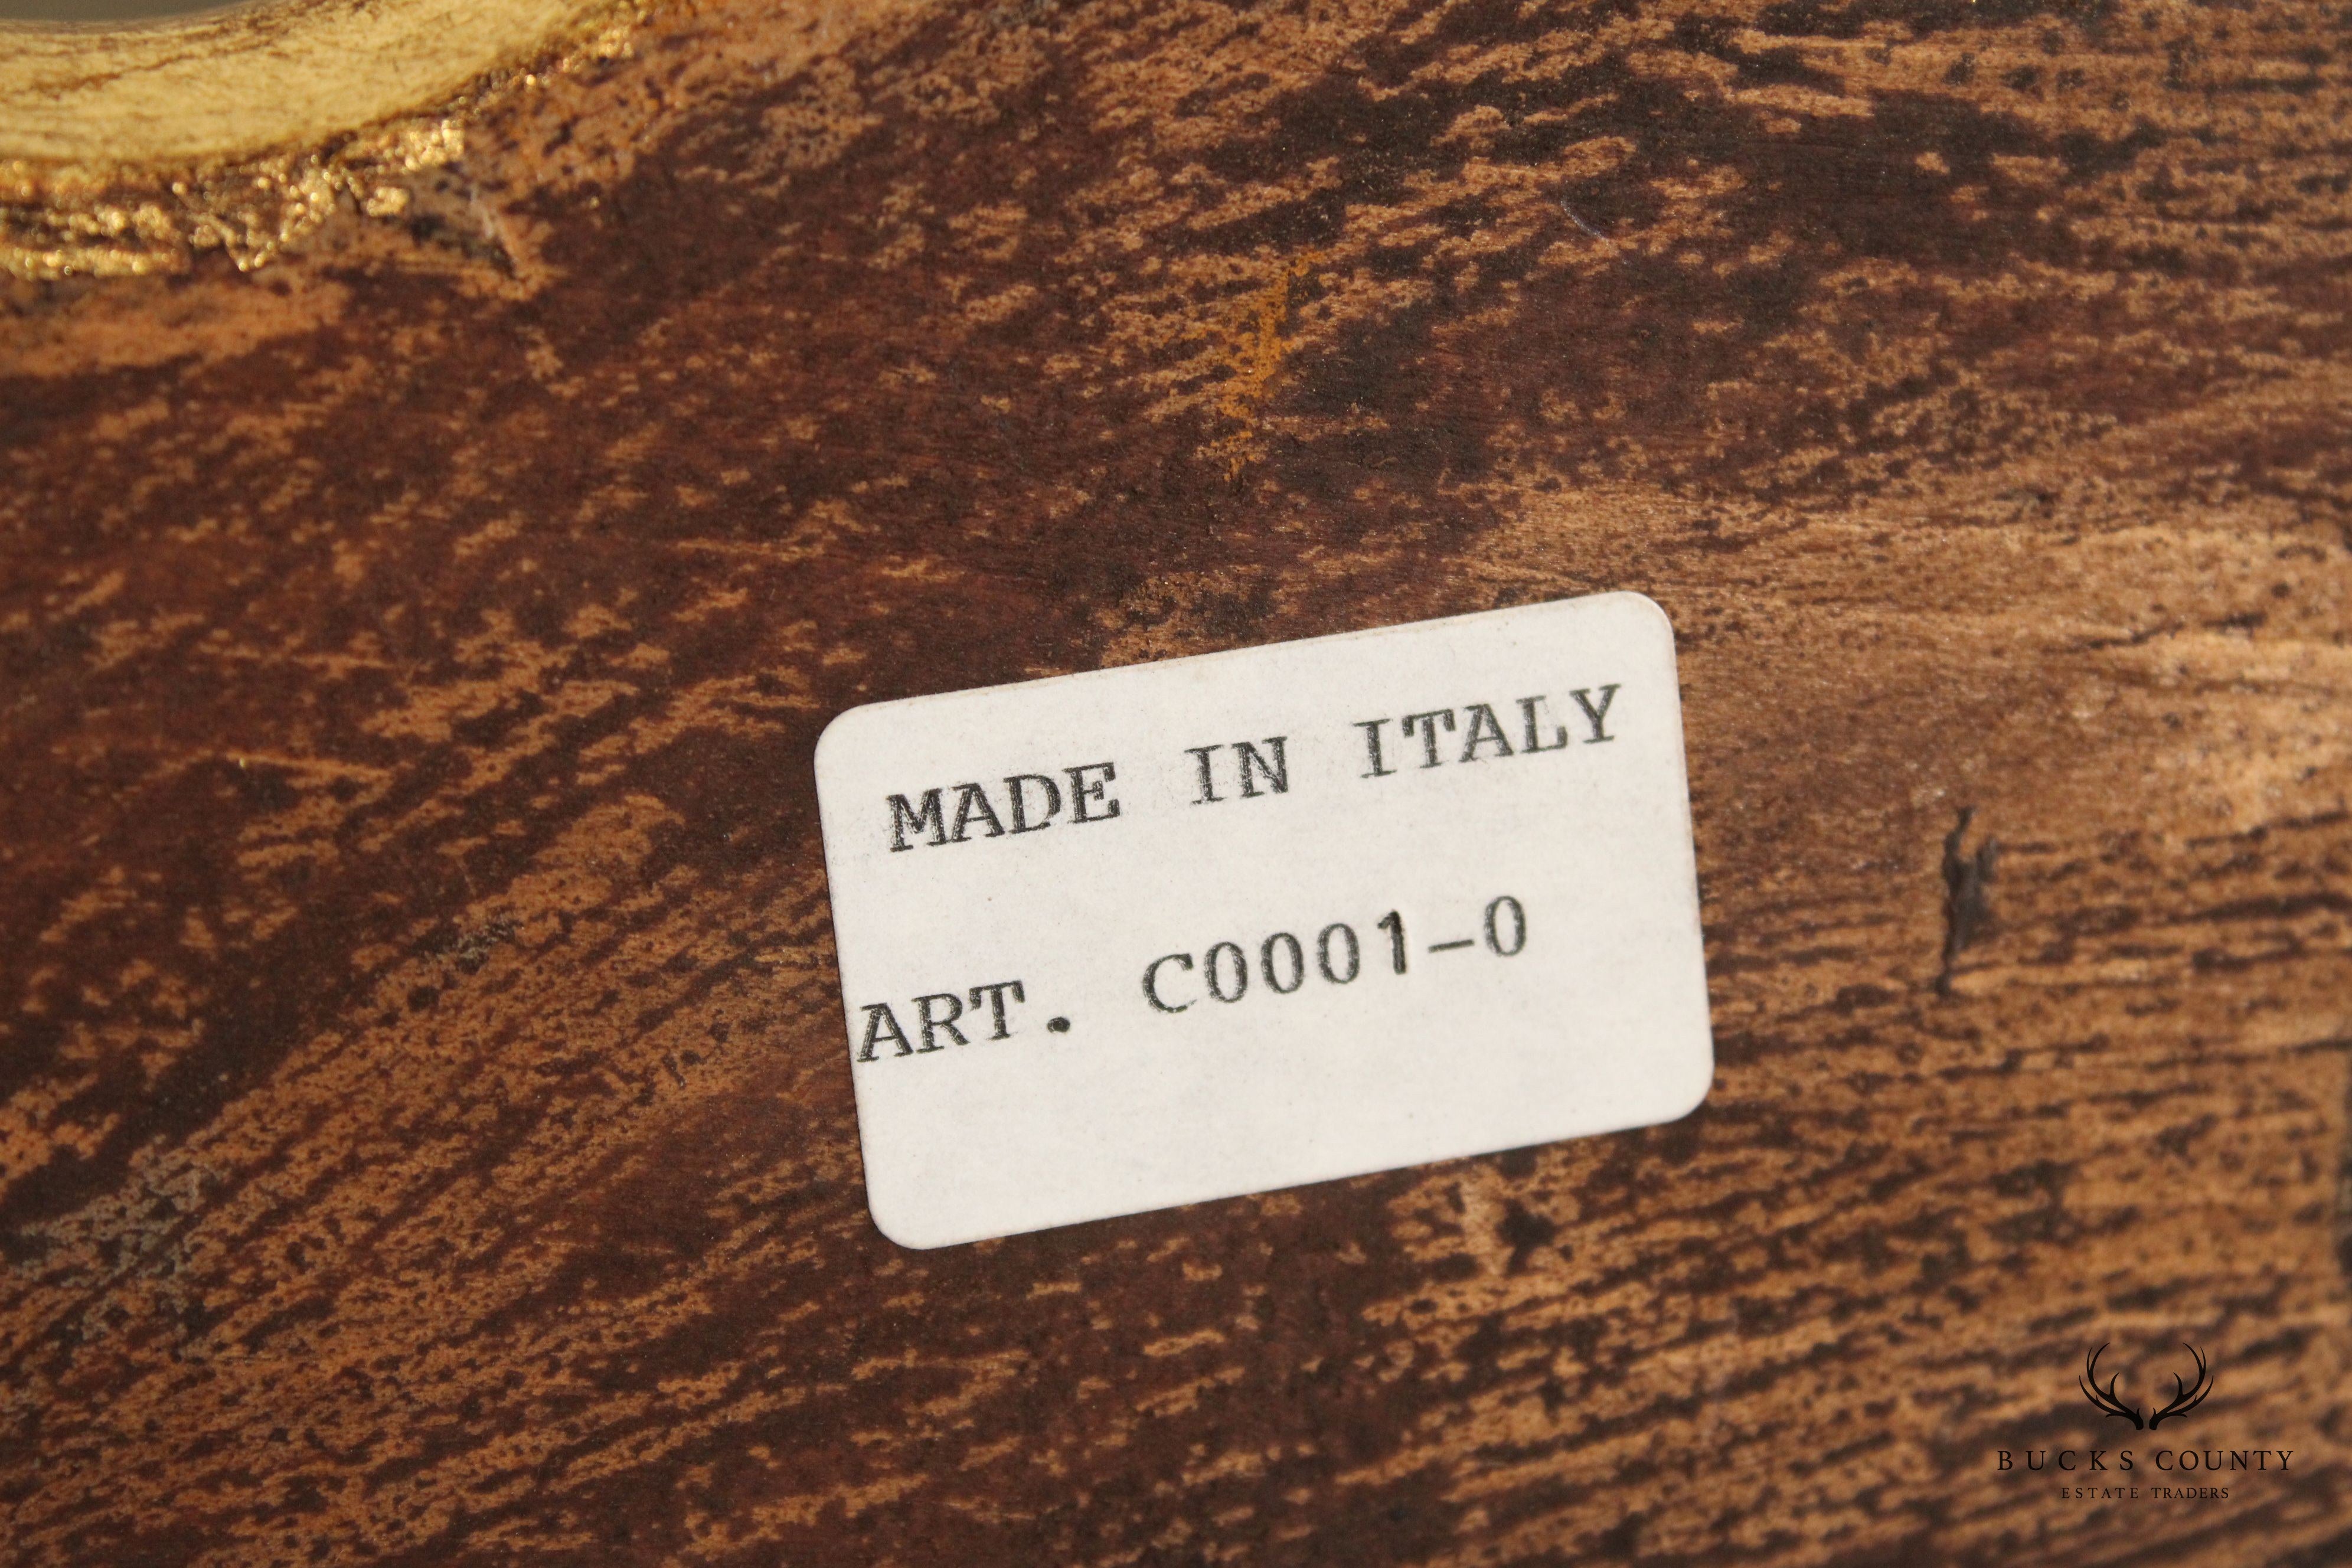 MADE IN ITALY
ART. C0001-0
BUCKS COUNTY
ESTATE TRADERS